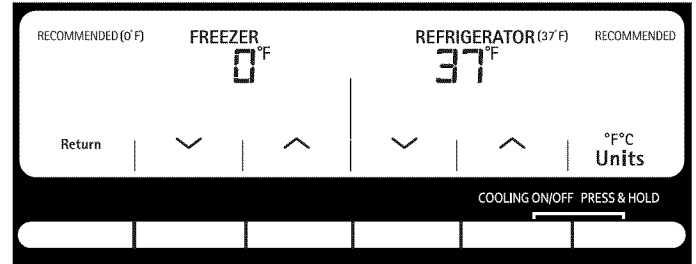 RECOMMENDED (0°F) FREEZER REFRIGERATOR (37°F) RECOMMENDED
0°F 37°F
Return °F°C
Units
COOLING ON/OFF PRESS & HOLD